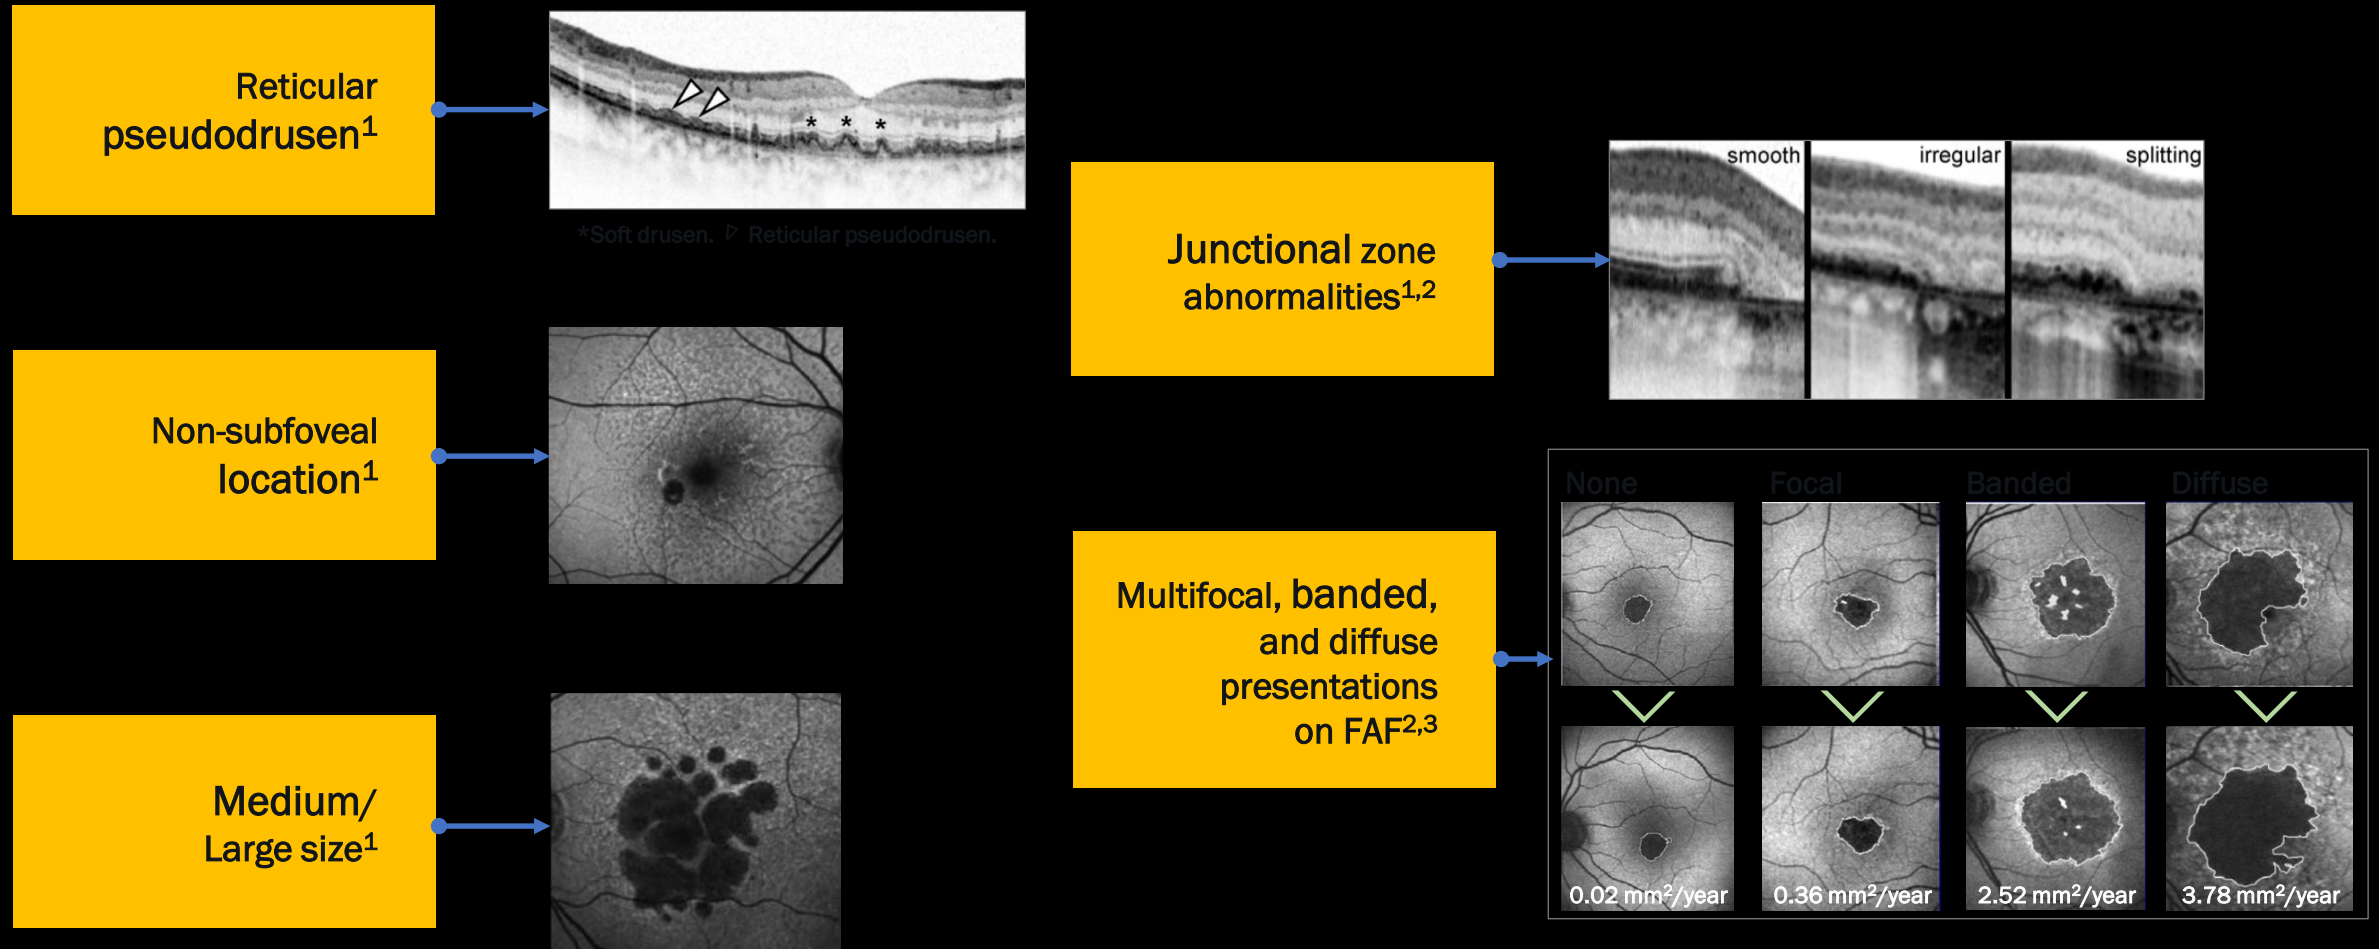 Reticular
pseudodrusen¹
* * *
*Soft drusen. Reticular pseudodrusen.
Non-subfoveal
location¹
Medium/
Large size¹
Junctional zone
abnormalities¹,²
smooth irregular splitting
Multifocal, banded,
and diffuse
presentations
on FAF²,³
None Focal Banded Diffuse
0.02 mm²/year 0.36 mm²/year 2.52 mm²/year 3.78 mm²/year